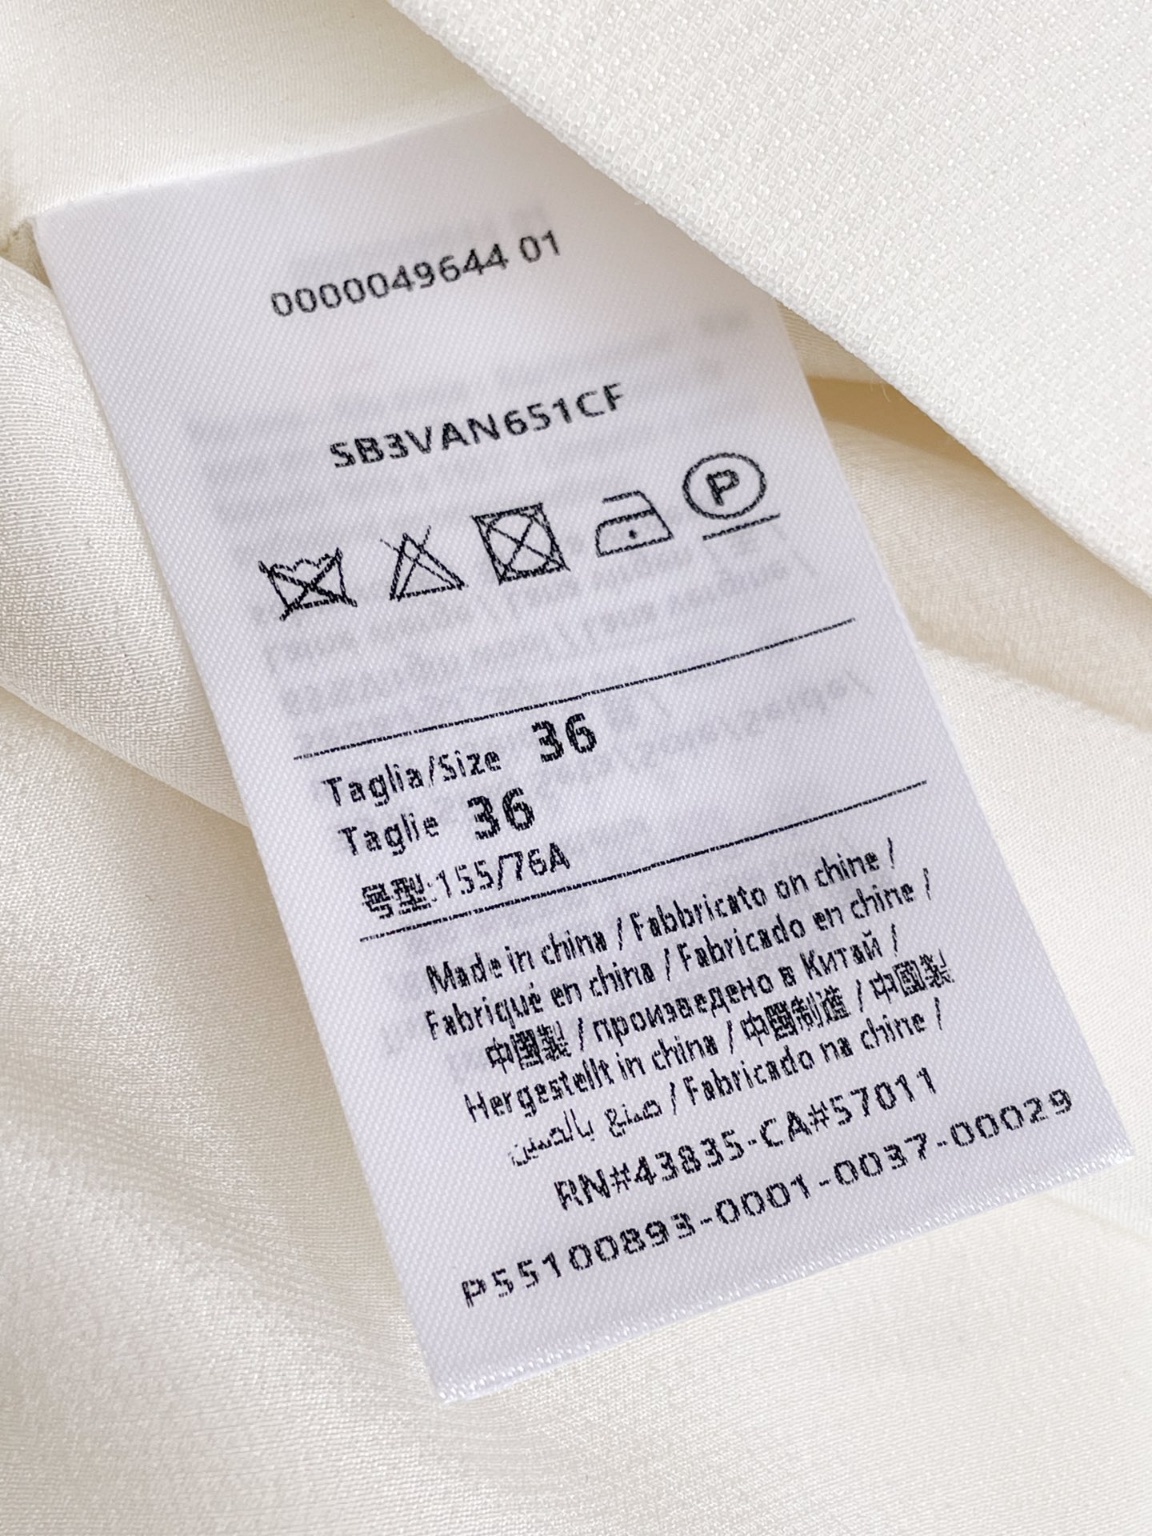 0000049644 01
SB3VAN651CF
P
Taglia/Size 36
Taglie 36
号型:155/76A
Made in china / Fabbricato on chine /
Fabriqué en china / Fabricado en chine /
中國製 / произведено в Китай /
Hergestellt in china / 中國制造 / 中國製
صنع بالصين / Fabricado na chine /
RN#43835-CA#57011
P55100893-0001-0037-00029